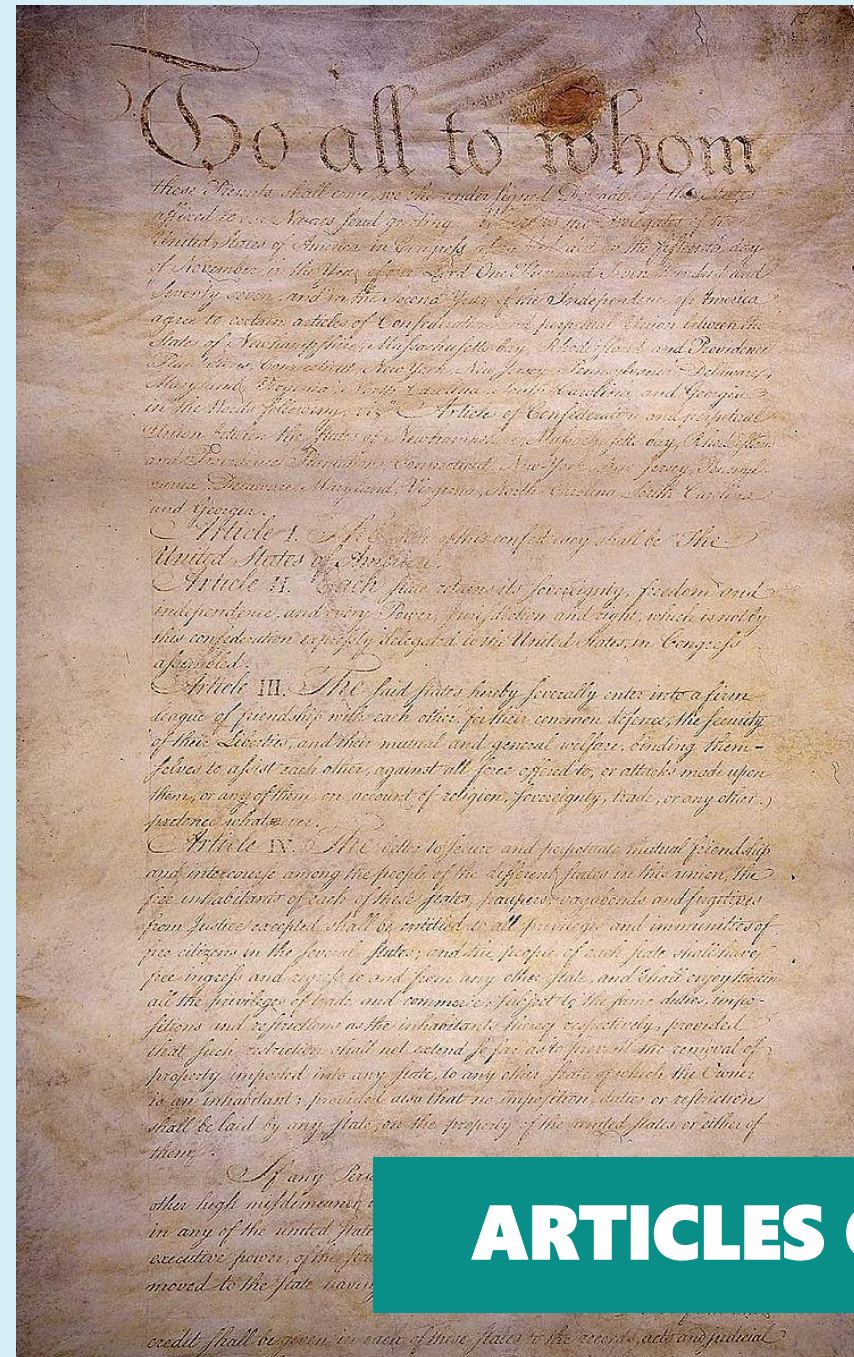 To all to whom
these Presents shall come, we the under signed Delegates of the States
affixed to our Names send greeting. Whereas the Delegates of the
United States of America in Congress assembled did on the fifteenth day
of November in the Year of our Lord One Thousand Seven Hundred and
Seventy seven, and in the Second Year of the Independence of America
agree to certain articles of Confederation and perpetual Union between the
States of Newhampshire, Massachusetts-bay, Rhodeisland and Providence
Plantations, Connecticut, New York, New Jersey, Pennsylvania, Delaware,
Maryland, Virginia, North-Carolina, South-Carolina, and Georgia
in the Words following, viz. "Articles of Confederation and perpetual
Union between the States of Newhampshire, Massachusetts-bay, Rhodeisland
and Providence Plantations, Connecticut, New-York, New-Jersey, Pennsyl-
vania, Delaware, Maryland, Virginia, North-Carolina, South-Carolina
and Georgia.
Article I. The Stile of this confederacy shall be "The
United States of America."
Article II. Each state retains its sovereignty, freedom and
independence, and every Power, Jurisdiction and right, which is not by
this confederation expressly delegated to the United States, in Congress
assembled.
Article III. The said states hereby severally enter into a firm
league of friendship with each other, for their common defence, the security
of their Liberties, and their mutual and general welfare, binding them-
selves to assist each other, against all force offered to, or attacks made upon
them, or any of them, on account of religion, sovereignty, trade, or any other
pretence whatever.
Article IV. The better to secure and perpetuate mutual friendship
and intercourse among the people of the different states in this union, the
free inhabitants of each of these states, paupers, vagabonds and fugitives
from Justice excepted, shall be entitled to all privileges and immunities of
free citizens in the several states; and the people of each state shall have
free ingress and regress to and from any other state, and shall enjoy therein
all the privileges of trade and commerce, subject to the same duties, impo-
sitions and restrictions as the inhabitants thereof respectively, provided
that such restriction shall not extend so far as to prevent the removal of
property imported into any state, to any other state of which the Owner
is an inhabitant; provided also that no imposition, duties or restriction
shall be laid by any state, on the property of the united states, or either of
them.
If any
other high misdemeanor
in any of the united
executive power, of the
moved to the state having
ARTICLES
credit shall be given in each of these states to the records, acts and judicial